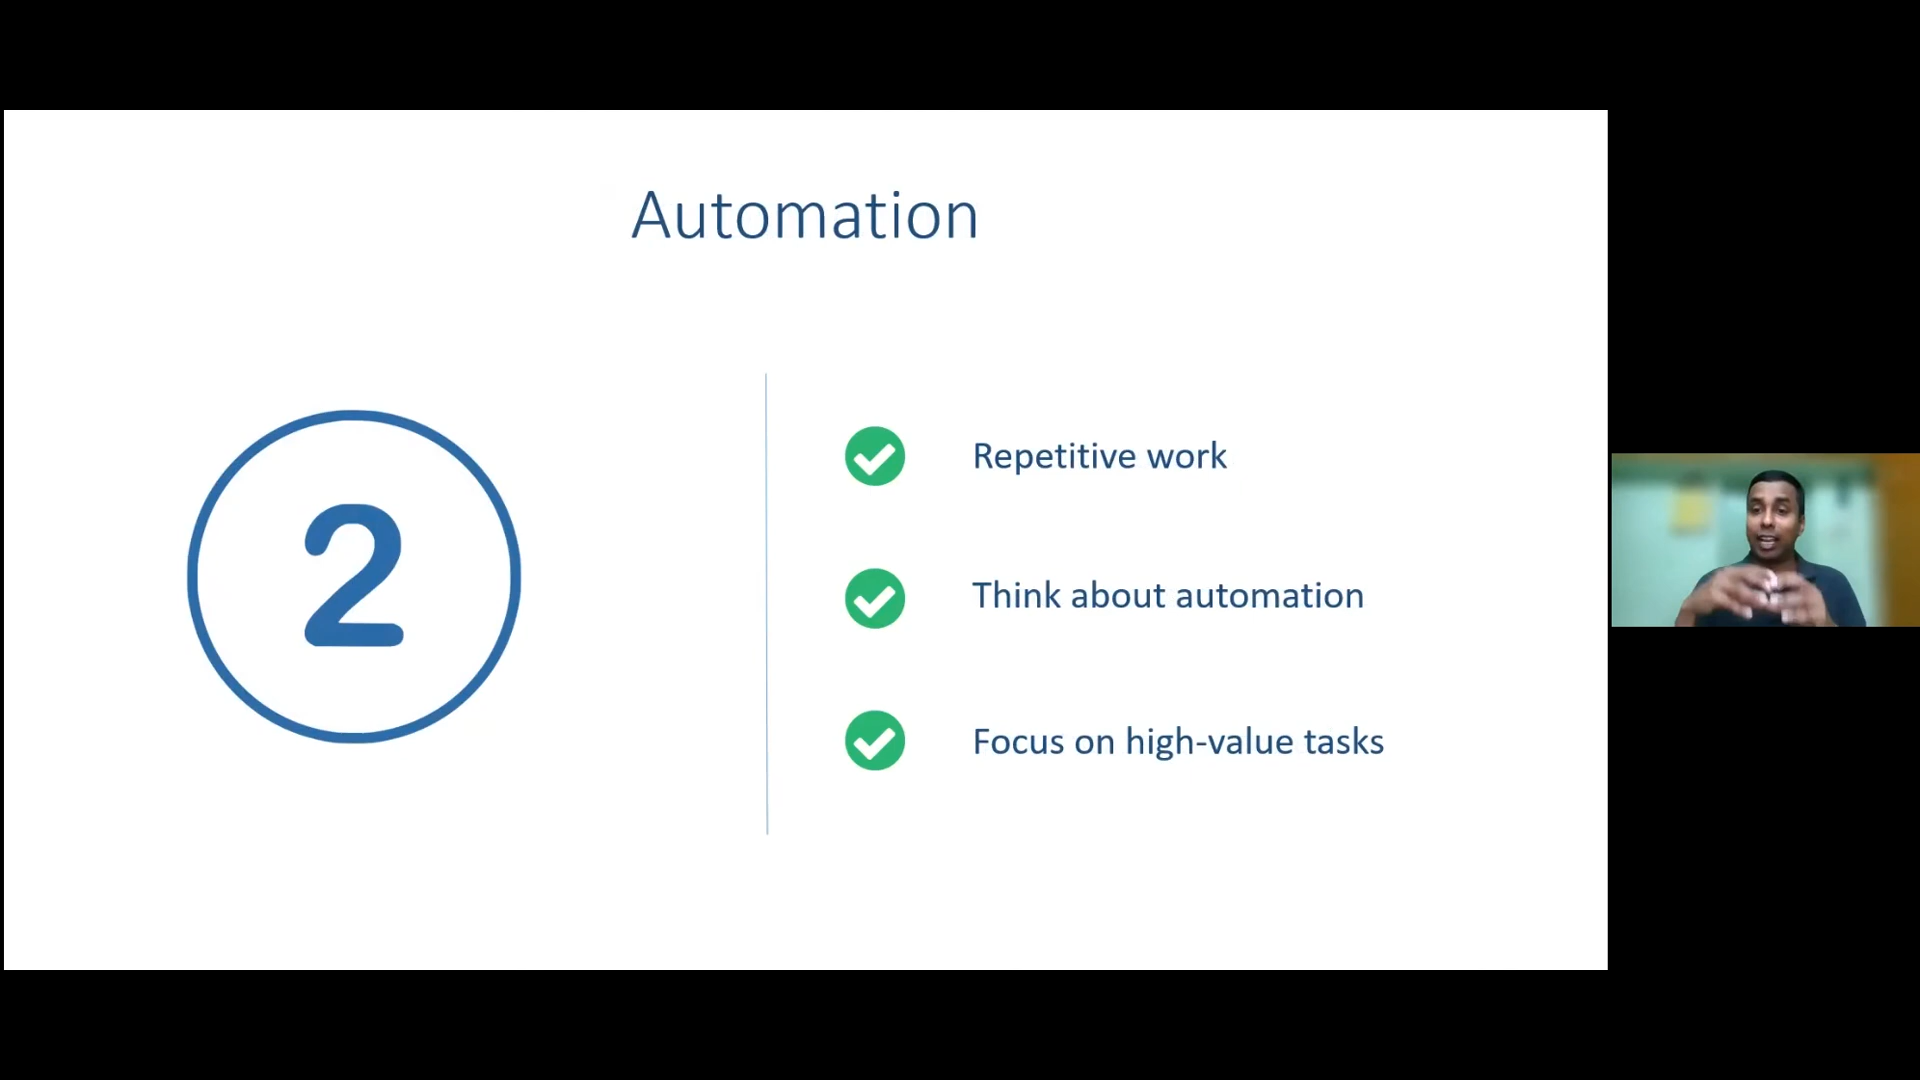 Automation
2
Repetitive work
Think about automation
Focus on high-value tasks